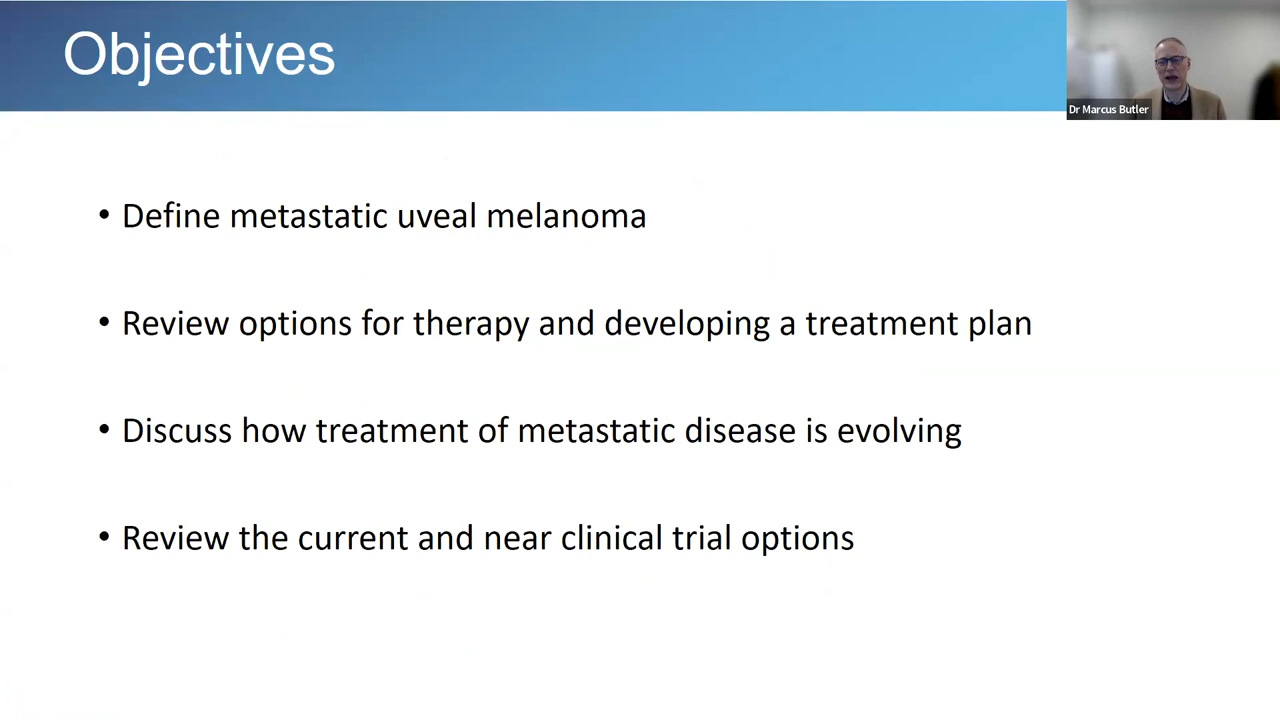 Objectives
Dr Marcus Butler
• Define metastatic uveal melanoma
• Review options for therapy and developing a treatment plan
• Discuss how treatment of metastatic disease is evolving
• Review the current and near clinical trial options